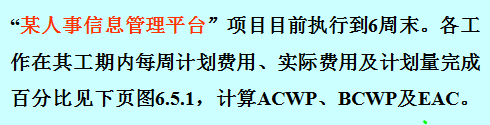 “某人事信息管理平台”项目目前执行到6周末。各工
作在其工期内每周计划费用、实际费用及计划量完成
百分比见下页图6.5.1，计算ACWP、BCWP及EAC。